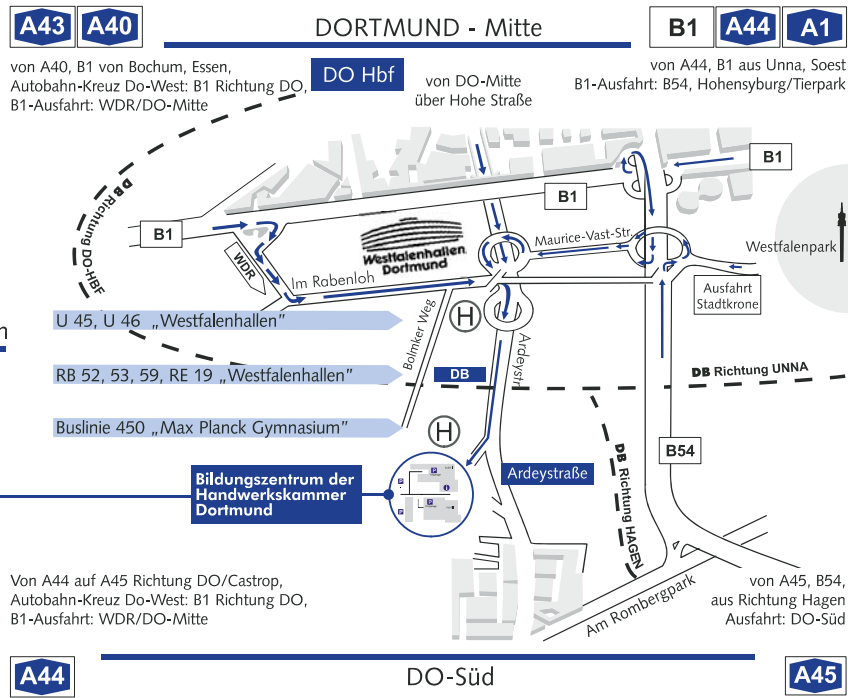 A43 A40
DORTMUND - Mitte
B1 A44 A1
von A40, B1 von Bochum, Essen,
Autobahn-Kreuz Do-West: B1 Richtung DO,
B1-Ausfahrt: WDR/DO-Mitte
DO Hbf
von DO-Mitte
über Hohe Straße
von A44, B1 aus Unna, Soest
B1-Ausfahrt: B54, Hohensyburg/Tierpark
DB Richtung DO-HBF
B1
B1
B1
WDR
Westfalenhallen
Dortmund
Maurice-Vast-Str.
Westfalenpark
Im Rabenloh
Ausfahrt
Stadtkrone
n
U 45, U 46 „Westfalenhallen”
Bolmker Weg
H
Ardeystr.
RB 52, 53, 59, RE 19 „Westfalenhallen”
DB
DB Richtung UNNA
Buslinie 450 „Max Planck Gymnasium”
H
DB Richtung HAGEN
B54
Bildungszentrum der
Handwerkskammer
Dortmund
P
P
P
P
i
Ardeystraße
Am Rombergpark
Von A44 auf A45 Richtung DO/Castrop,
Autobahn-Kreuz Do-West: B1 Richtung DO,
B1-Ausfahrt: WDR/DO-Mitte
von A45, B54,
aus Richtung Hagen
Ausfahrt: DO-Süd
A44
DO-Süd
A45